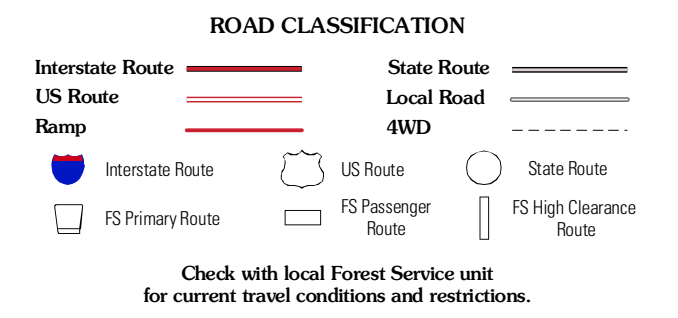 ROAD CLASSIFICATION
Interstate Route
State Route
US Route
Local Road
Ramp
4WD
Interstate Route
US Route
State Route
FS Primary Route
FS Passenger
Route
FS High Clearance
Route
Check with local Forest Service unit
for current travel conditions and restrictions.